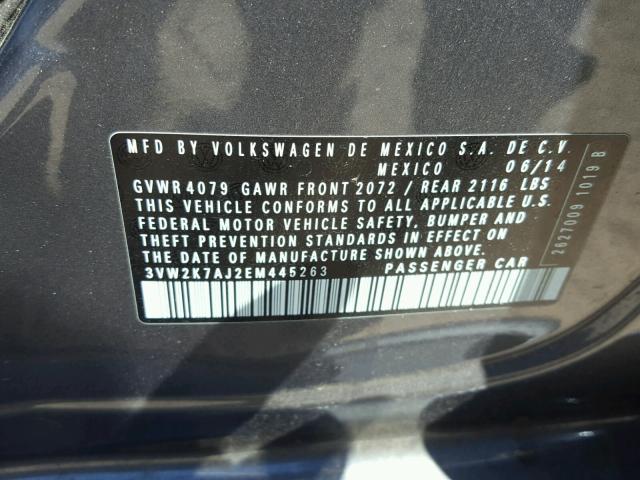 MFD BY VOLKSWAGEN DE MEXICO S.A. DE C.V.
MEXICO 06/14
GVWR 4079 GAWR FRONT 2072 / REAR 2116 LBS
THIS VEHICLE CONFORMS TO ALL APPLICABLE U.S.
FEDERAL MOTOR VEHICLE SAFETY, BUMPER AND
THEFT PREVENTION STANDARDS IN EFFECT ON
THE DATE OF MANUFACTURE SHOWN ABOVE.
3VW2K7AJ2EM445263 PASSENGER CAR
2627009 1019 B